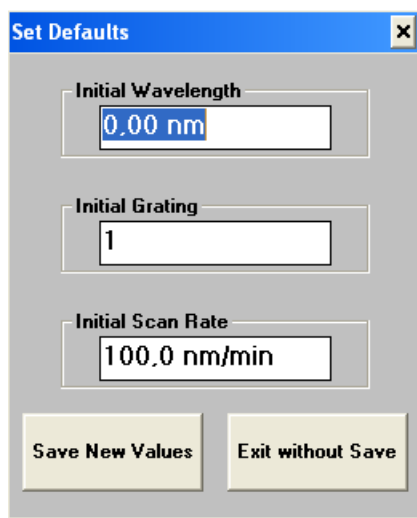 Set Defaults
Initial Wavelength
0,00 nm
Initial Grating
1
Initial Scan Rate
100,0 nm/min
Save New Values
Exit without Save